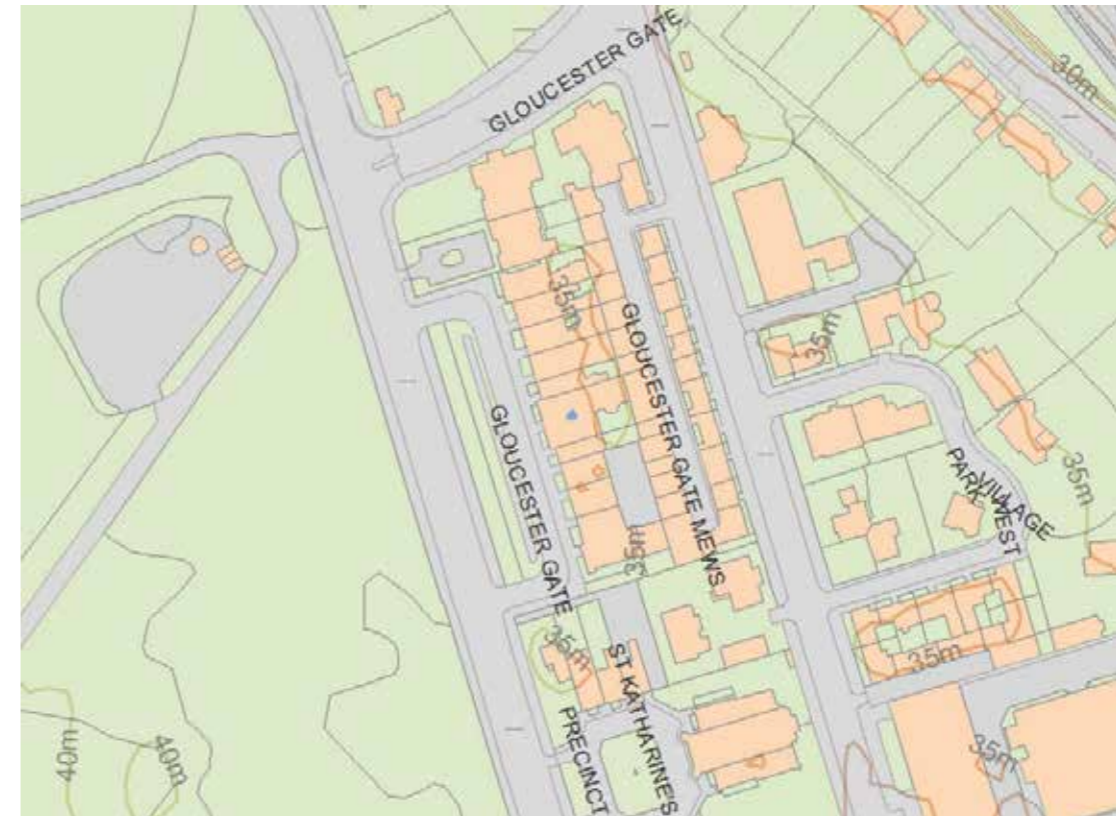 GLOUCESTER GATE
30m
35m
GLOUCESTER GATE MEWS
35m
GLOUCESTER GATE
PARK VILLAGE
WEST
35m
35m
35m
ST KATHARINE'S
PRECINCT
35m
40m
40m
35m